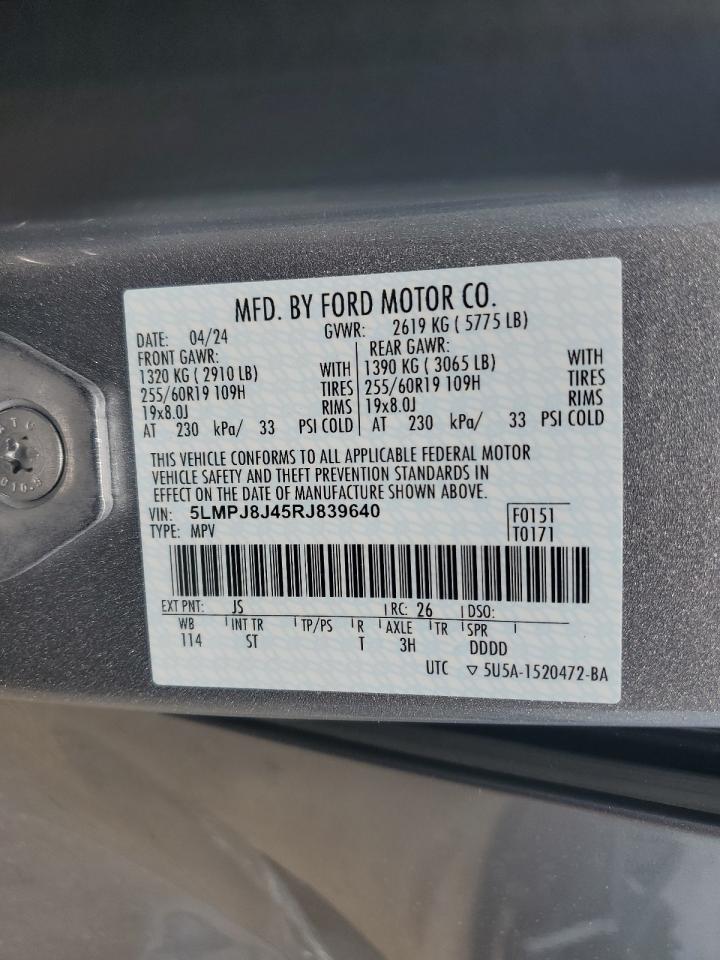 MFD. BY FORD MOTOR CO.
DATE: 04/24 GVWR: 2619 KG ( 5775 LB)
FRONT GAWR: REAR GAWR:
1320 KG ( 2910 LB) WITH 1390 KG ( 3065 LB) WITH
255/60R19 109H TIRES 255/60R19 109H TIRES
19x8.0J RIMS 19x8.0J RIMS
AT 230 kPa/ 33 PSI COLD AT 230 kPa/ 33 PSI COLD
THIS VEHICLE CONFORMS TO ALL APPLICABLE FEDERAL MOTOR
VEHICLE SAFETY AND THEFT PREVENTION STANDARDS IN
EFFECT ON THE DATE OF MANUFACTURE SHOWN ABOVE.
VIN: 5LMPJ8J45RJ839640 F0151
TYPE: MPV T0171
EXT PNT: JS RC: 26 DSO:
WB INT TR TP/PS R AXLE TR SPR
114 ST T 3H DDDD
UTC ▽ 5U5A-1520472-BA